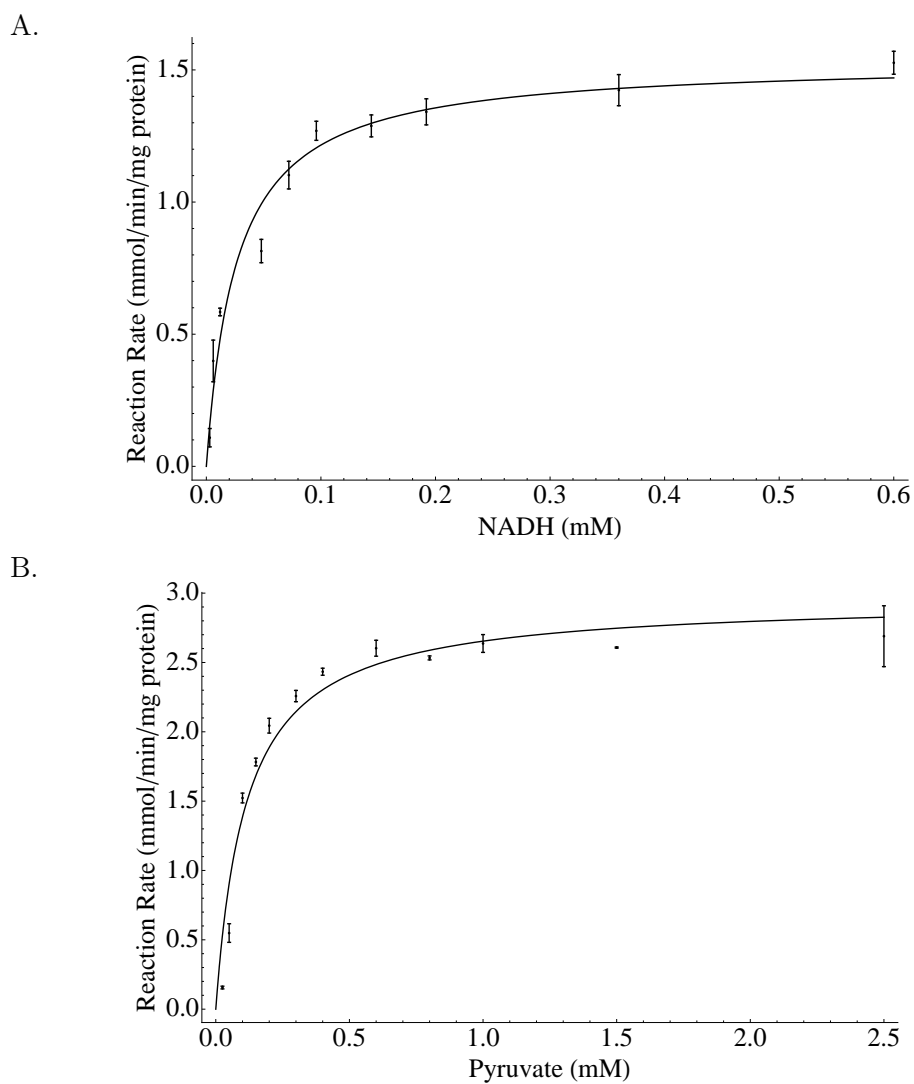 A.
Reaction Rate (mmol/min/mg protein)
1.5
1.0
0.5
0.0
0.0 0.1 0.2 0.3 0.4 0.5 0.6
NADH (mM)
B.
Reaction Rate (mmol/min/mg protein)
3.0
2.5
2.0
1.5
1.0
0.5
0.0
0.0 0.5 1.0 1.5 2.0 2.5
Pyruvate (mM)